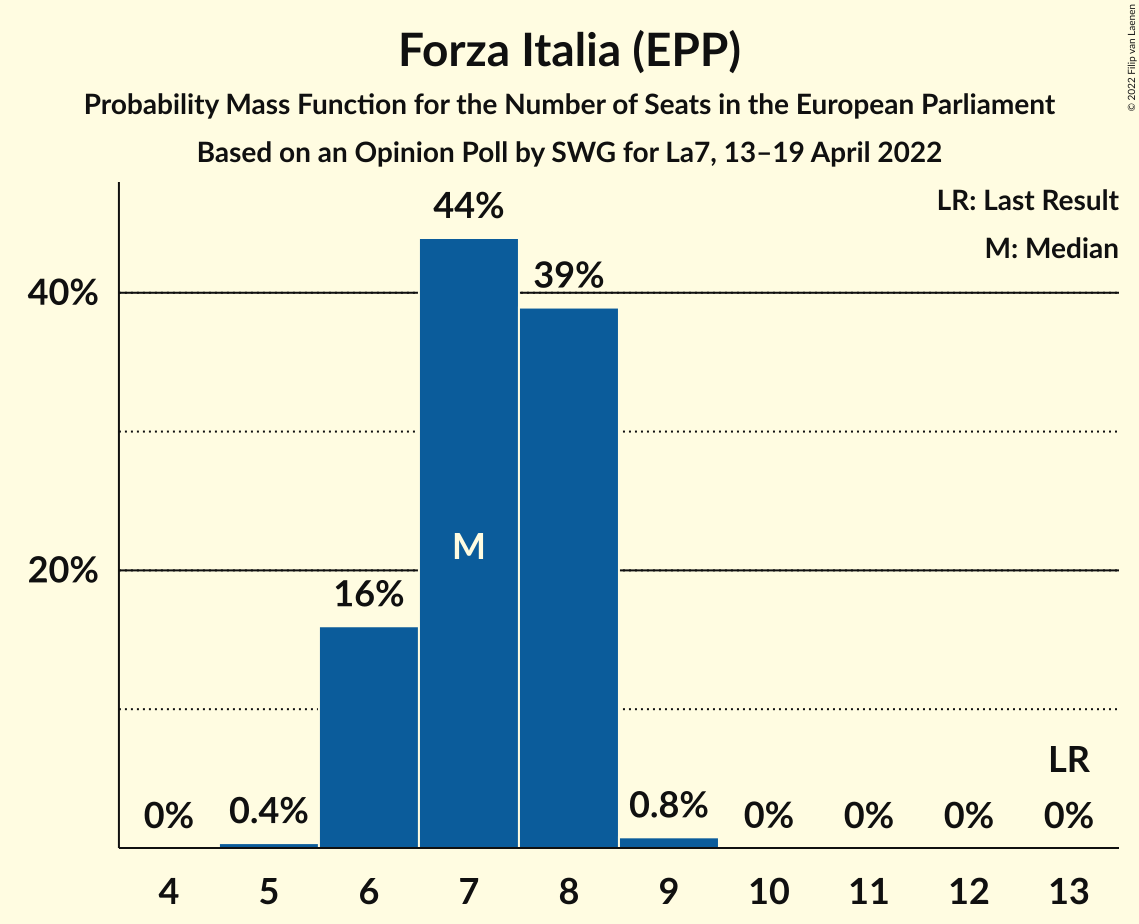 Forza Italia (EPP)
Probability Mass Function for the Number of Seats in the European Parliament
Based on an Opinion Poll by SWG for La7, 13–19 April 2022
© 2022 Filip van Laenen
LR: Last Result
M: Median
44%
39%
40%
M
20%
16%
LR
0% 0.4% 0.8% 0% 0% 0% 0%
4 5 6 7 8 9 10 11 12 13